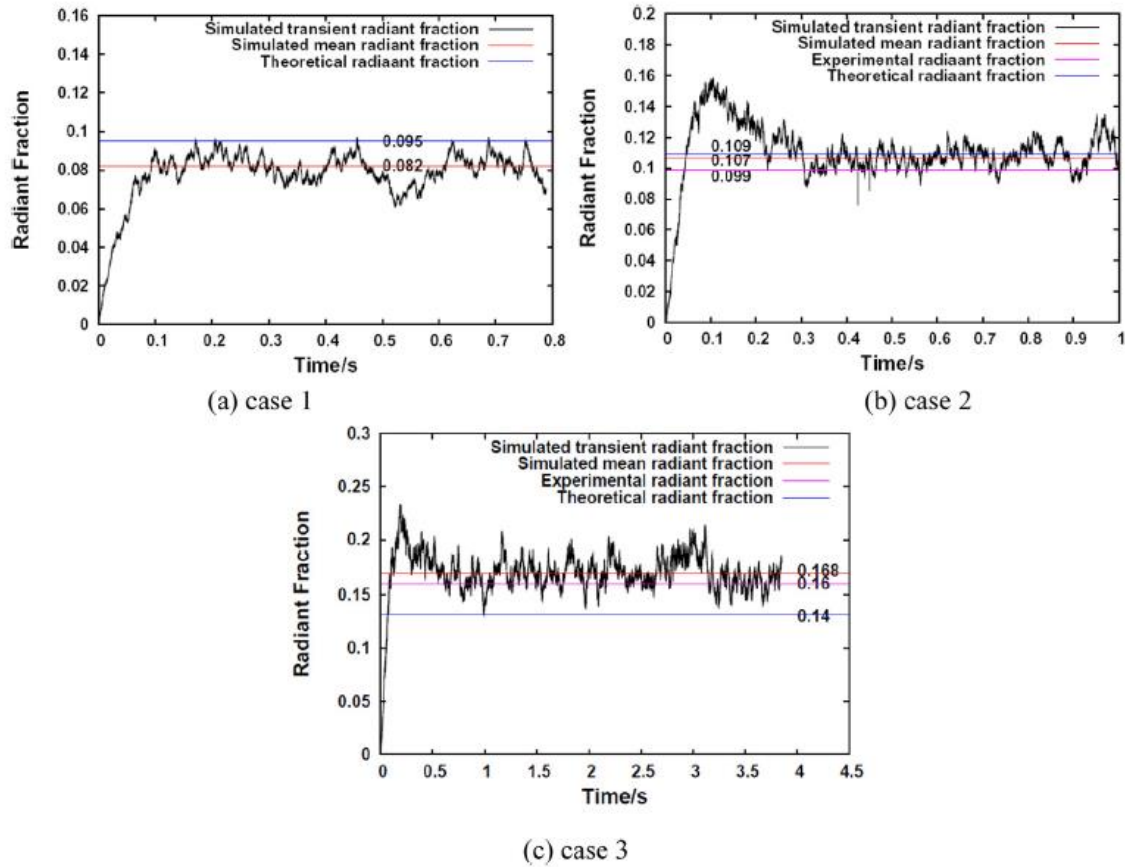 0.16
0.14
0.12
0.1
0.08
0.06
0.04
0.02
0
Radiant Fraction
Simulated transient radiant fraction
Simulated mean radiant fraction
Theoretical radiaant fraction
0.095
0.082
0 0.1 0.2 0.3 0.4 0.5 0.6 0.7 0.8
Time/s
(a) case 1
0.2
0.18
0.16
0.14
0.12
0.1
0.08
0.06
0.04
0.02
0
Radiant Fraction
Simulated transient radiant fraction
Simulated mean radiant fraction
Experimental radiaant fraction
Theoretical radiaant fraction
0.109
0.107
0.099
0 0.1 0.2 0.3 0.4 0.5 0.6 0.7 0.8 0.9 1
Time/s
(b) case 2
0.3
0.25
0.2
0.15
0.1
0.05
0
Radiant Fraction
Simulated transient radiant fraction
Simulated mean radiant fraction
Experimental radiant fraction
Theoretical radiant fraction
0.168
0.16
0.14
0 0.5 1 1.5 2 2.5 3 3.5 4 4.5
Time/s
(c) case 3